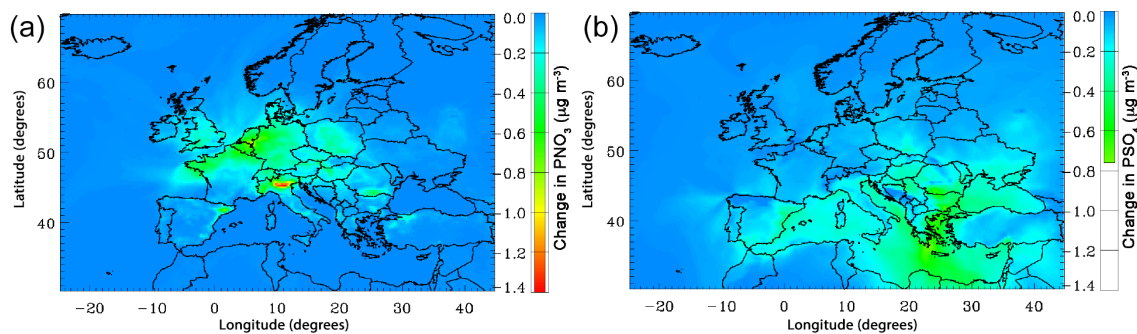 (a)
60
50
40
30
Latitude (degrees)
−20 −10 0 10 20 30 40
Longitude (degrees)
0.0
−0.2
−0.4
−0.6
−0.8
−1.0
−1.2
−1.4
Change in PNO₃ (µg m⁻³)
(b)
60
50
40
30
Latitude (degrees)
−20 −10 0 10 20 30 40
Longitude (degrees)
0.0
−0.2
−0.4
−0.6
−0.8
−1.0
−1.2
−1.4
Change in PSO₄ (µg m⁻³)